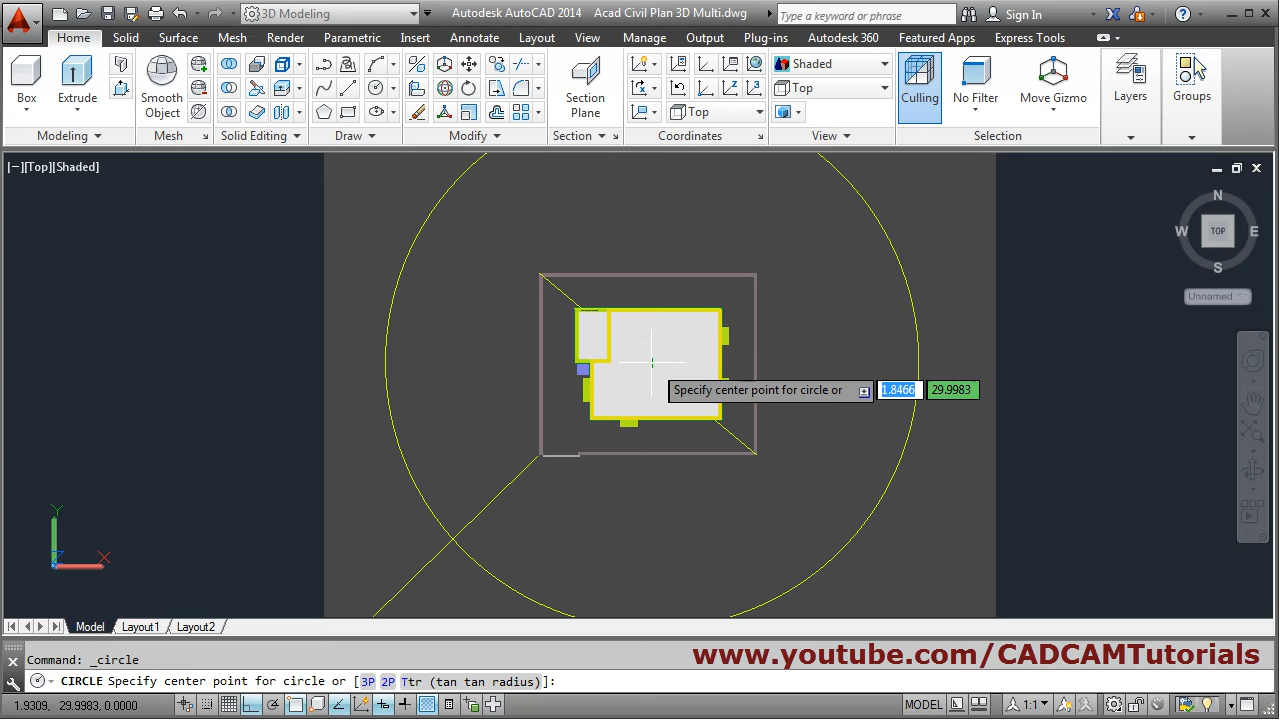 3D Modeling
Autodesk AutoCAD 2014 Acad Civil Plan 3D Multi.dwg
Type a keyword or phrase
Sign In
Home Solid Surface Mesh Render Parametric Insert Annotate Layout View Manage Output Plug-ins Autodesk 360 Featured Apps Express Tools
Shaded
Top
Top
Box
Extrude
Smooth Object
Section Plane
Culling
No Filter
Move Gizmo
Layers
Groups
Modeling
Mesh
Solid Editing
Draw
Modify
Section
Coordinates
View
Selection
[−][Top][Shaded]
N
W
TOP
E
S
Unnamed
Specify center point for circle or
1.8466
29.9983
Y
Z
X
Model
Layout1
Layout2
Command: _circle
www.youtube.com/CADCAMTutorials
CIRCLE Specify center point for circle or [3P 2P Ttr (tan tan radius)]:
1.9309, 29.9983, 0.0000
MODEL
1:1